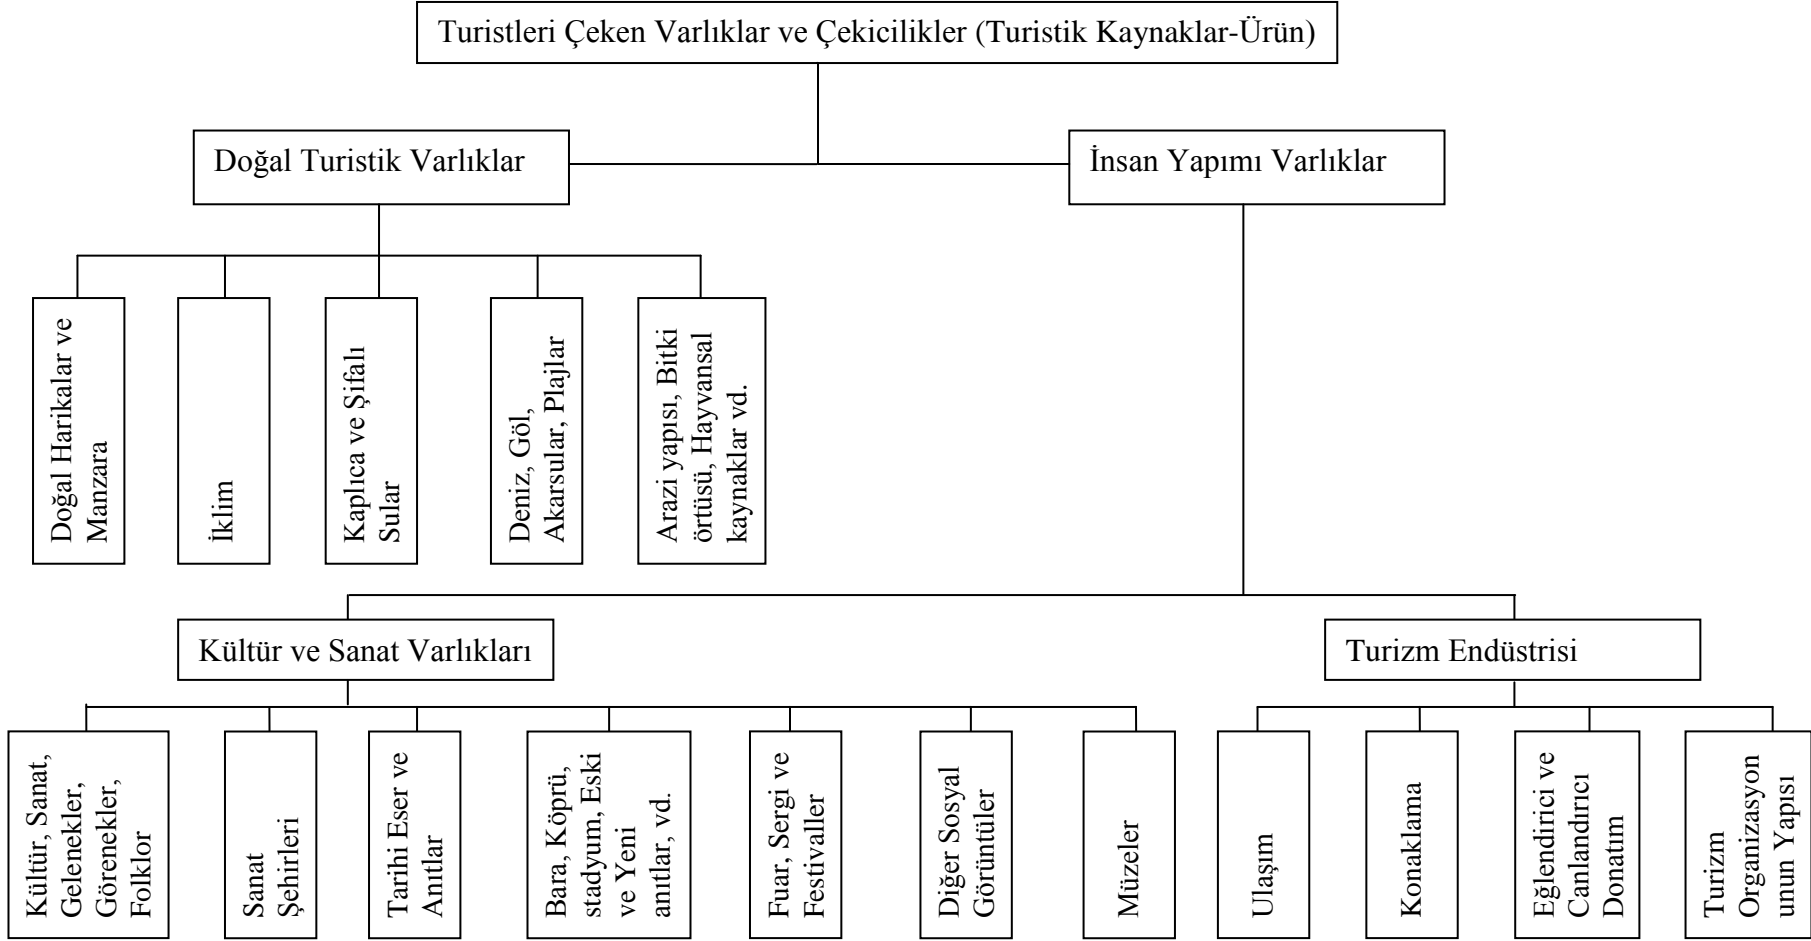 Turistleri Çeken Varlıklar ve Çekicilikler (Turistik Kaynaklar-Ürün)
Doğal Turistik Varlıklar
İnsan Yapımı Varlıklar
Doğal Harikalar ve
Manzara
İklim
Kaplıca ve Şifalı
Sular
Deniz, Göl,
Akarsular, Plajlar
Arazi yapısı, Bitki
örtüsü, Hayvansal
kaynaklar vd.
Kültür ve Sanat Varlıkları
Turizm Endüstrisi
Kültür, Sanat,
Gelenekler,
Görenekler,
Folklor
Sanat
Şehirleri
Tarihi Eser ve
Anıtlar
Bara, Köprü,
stadyum, Eski
ve Yeni
anıtlar, vd.
Fuar, Sergi ve
Festivaller
Diğer Sosyal
Görüntüler
Müzeler
Ulaşım
Konaklama
Eğlendirici ve
Canlandırıcı
Donatım
Turizm
Organizasyon
unun Yapısı